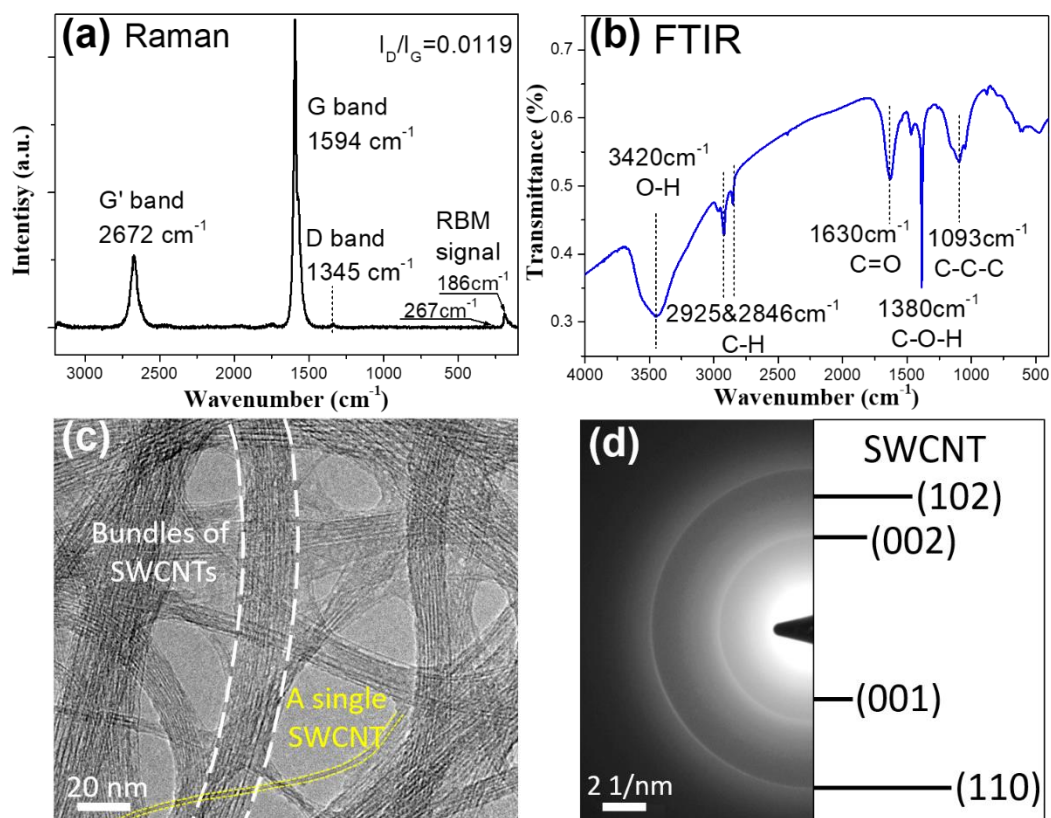 (a) Raman
I_D/I_G=0.0119
G band
1594 cm⁻¹
G' band
2672 cm⁻¹
D band
1345 cm⁻¹
RBM
signal
186cm⁻¹
267cm⁻¹
Intentisy (a.u.)
3000 2500 2000 1500 1000 500
Wavenumber (cm⁻¹)
(b) FTIR
0.7
0.6
0.5
0.4
0.3
Transmittance (%)
3420cm⁻¹
O-H
2925&2846cm⁻¹
C-H
1630cm⁻¹
C=O
1093cm⁻¹
C-C-C
1380cm⁻¹
C-O-H
4000 3500 3000 2500 2000 1500 1000 500
Wavenumber (cm⁻¹)
(c)
Bundles of
SWCNTs
A single
SWCNT
20 nm
(d)
SWCNT
(102)
(002)
(001)
(110)
2 1/nm